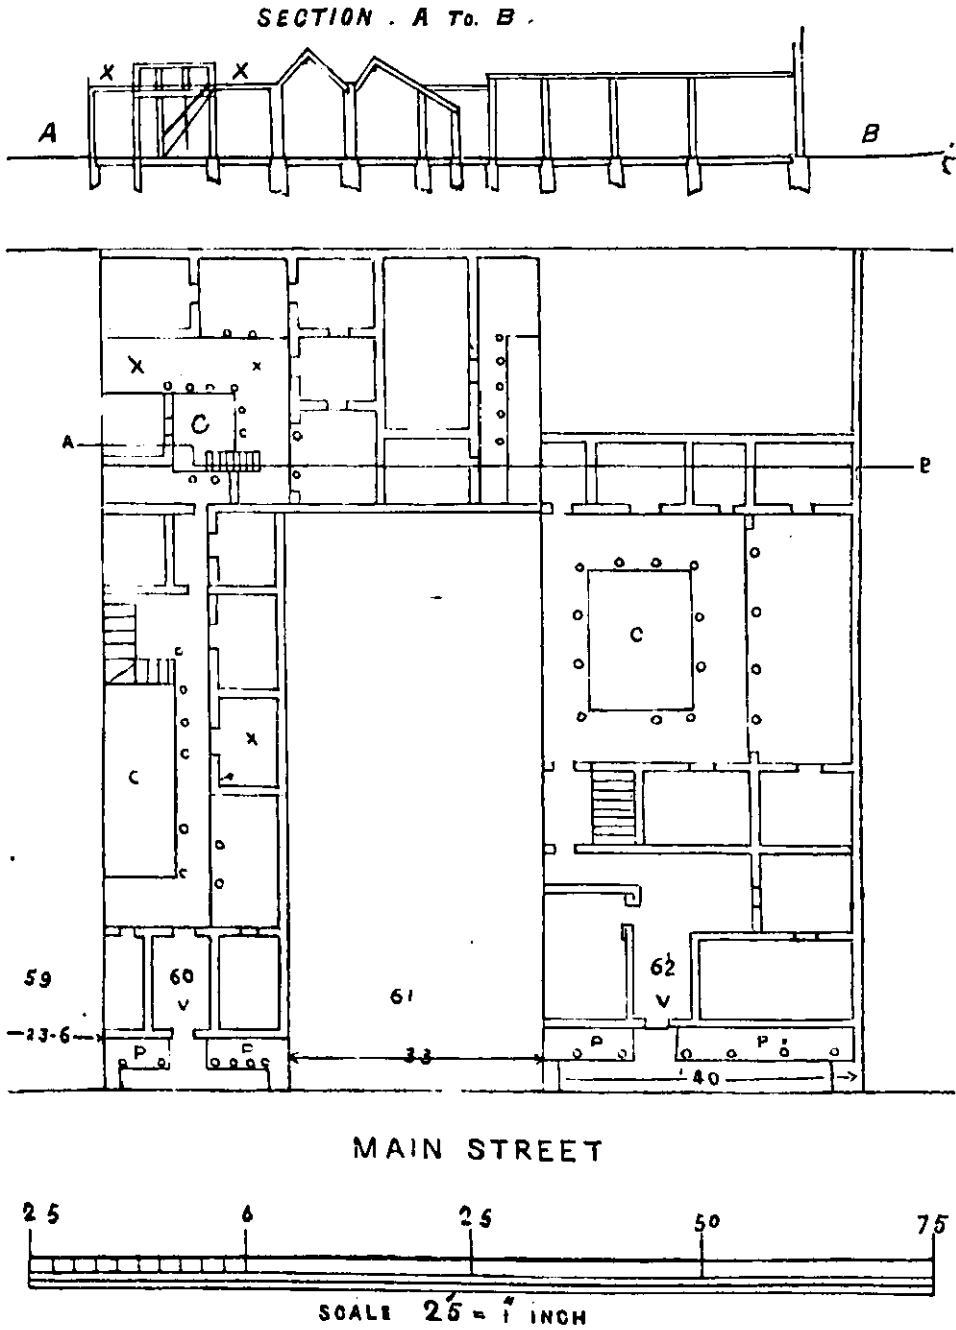 SECTION . A TO. B .
X X
A B
X x
C
A B
C
X
C
59 60 61 62
V V
23-6
P P P P
33
40
MAIN STREET
25 0 25 50 75
SCALE 25 = 1" INCH